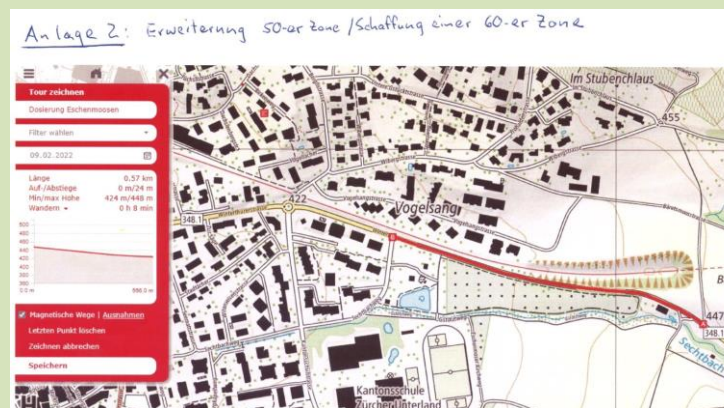 Anlage 2: Erweiterung 50-er Zone / Schaffung einer 60-er Zone
Tour zeichnen
Dosierung Eschenmoosen
Filter wählen
09.02.2022
Länge 0.57 km
Auf-/Abstiege 0 m/24 m
Min/max Höhe 424 m/448 m
Wandern 0 h 8 min
Magnetische Wege | Ausnahmen
Letzten Punkt löschen
Zeichnen abbrechen
Speichern
Im Stubenchlaus
455
422
348.1
Vogelsang
447
348.1
Sechtbach
Kantonsschule
Zürcher Unterland